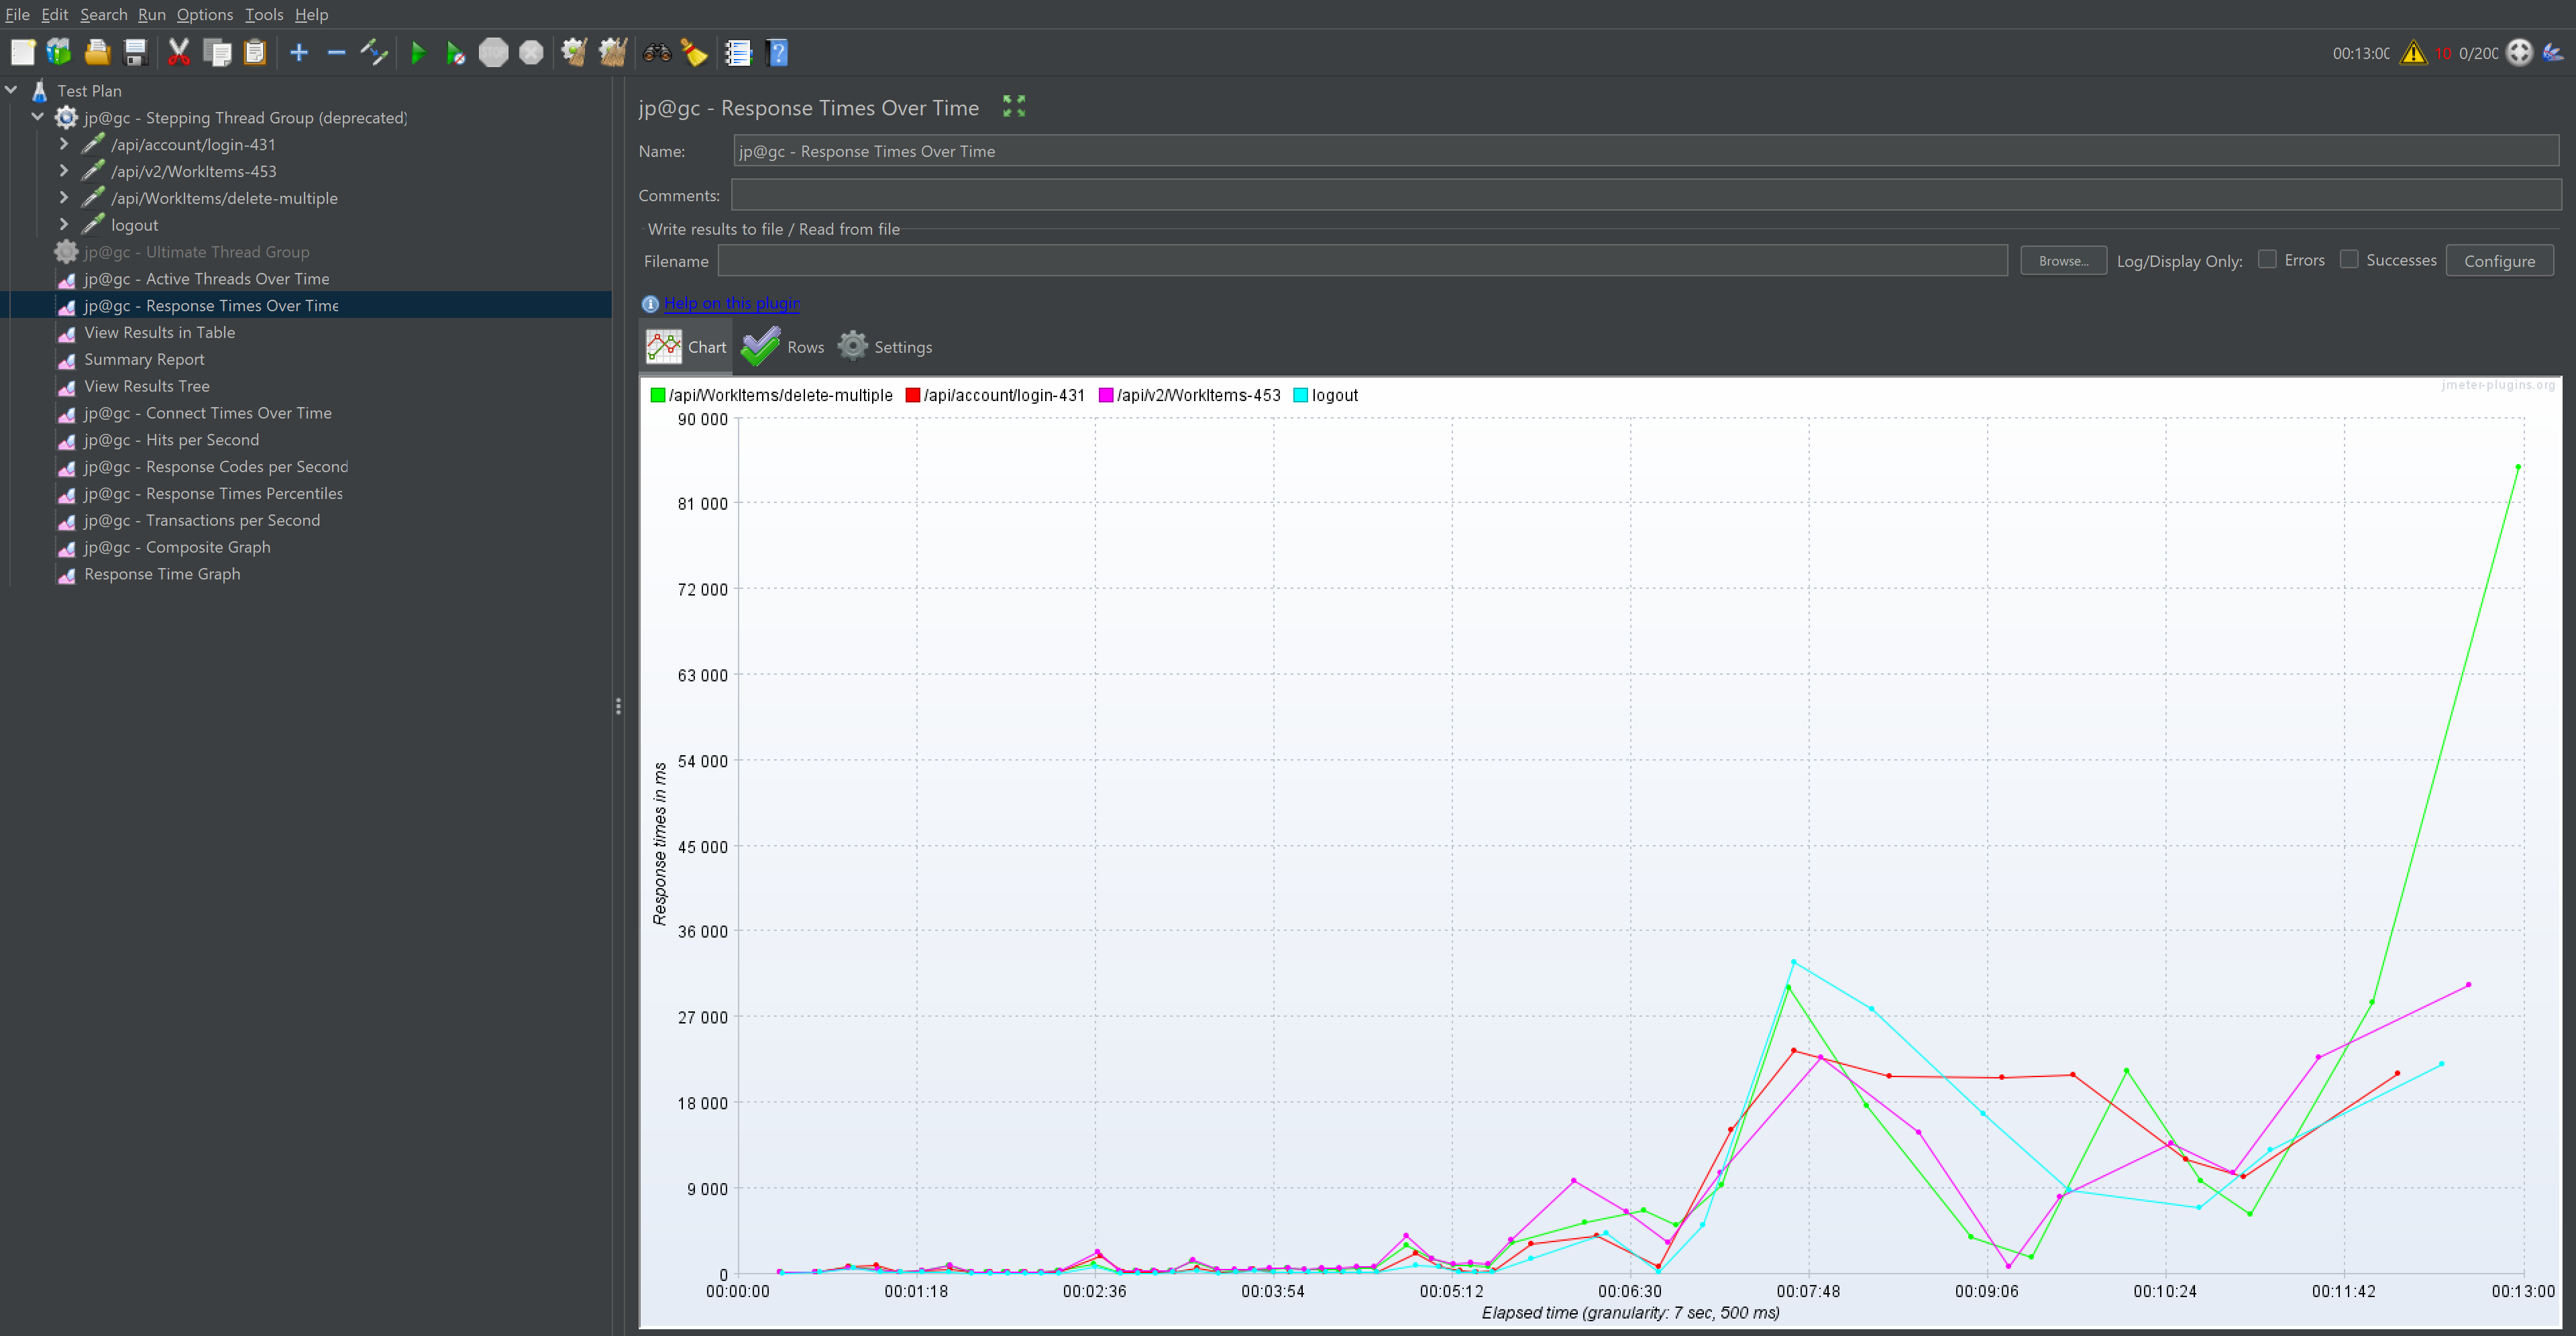 File Edit Search Run Options Tools Help
00:13:00 10 0/200
Test Plan
jp@gc - Stepping Thread Group (deprecated)
/api/account/login-431
/api/v2/WorkItems-453
/api/WorkItems/delete-multiple
logout
jp@gc - Ultimate Thread Group
jp@gc - Active Threads Over Time
jp@gc - Response Times Over Time
View Results in Table
Summary Report
View Results Tree
jp@gc - Connect Times Over Time
jp@gc - Hits per Second
jp@gc - Response Codes per Second
jp@gc - Response Times Percentiles
jp@gc - Transactions per Second
jp@gc - Composite Graph
Response Time Graph
jp@gc - Response Times Over Time
Name: jp@gc - Response Times Over Time
Comments:
Write results to file / Read from file
Filename Browse... Log/Display Only: Errors Successes Configure
Help on this plugin
Chart Rows Settings
jmeter-plugins.org
/api/WorkItems/delete-multiple /api/account/login-431 /api/v2/WorkItems-453 logout
90 000
81 000
72 000
63 000
54 000
45 000
36 000
27 000
18 000
9 000
0
Response times in ms
00:00:00 00:01:18 00:02:36 00:03:54 00:05:12 00:06:30 00:07:48 00:09:06 00:10:24 00:11:42 00:13:00
Elapsed time (granularity: 7 sec, 500 ms)